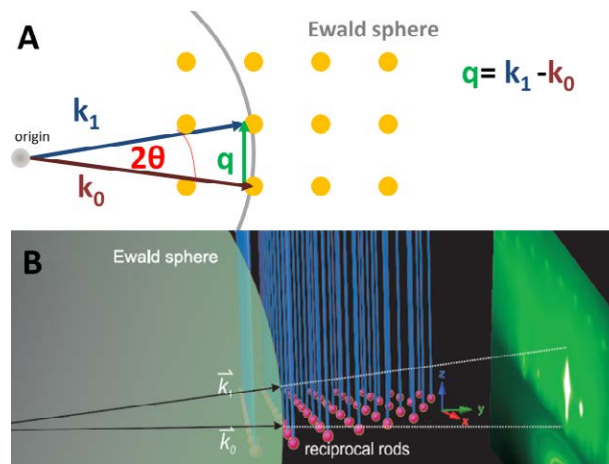 A
Ewald sphere
q= k₁ -k₀
k₁
origin
2θ
q
k₀
B
Ewald sphere
k₁
k₀
z
y
x
reciprocal rods